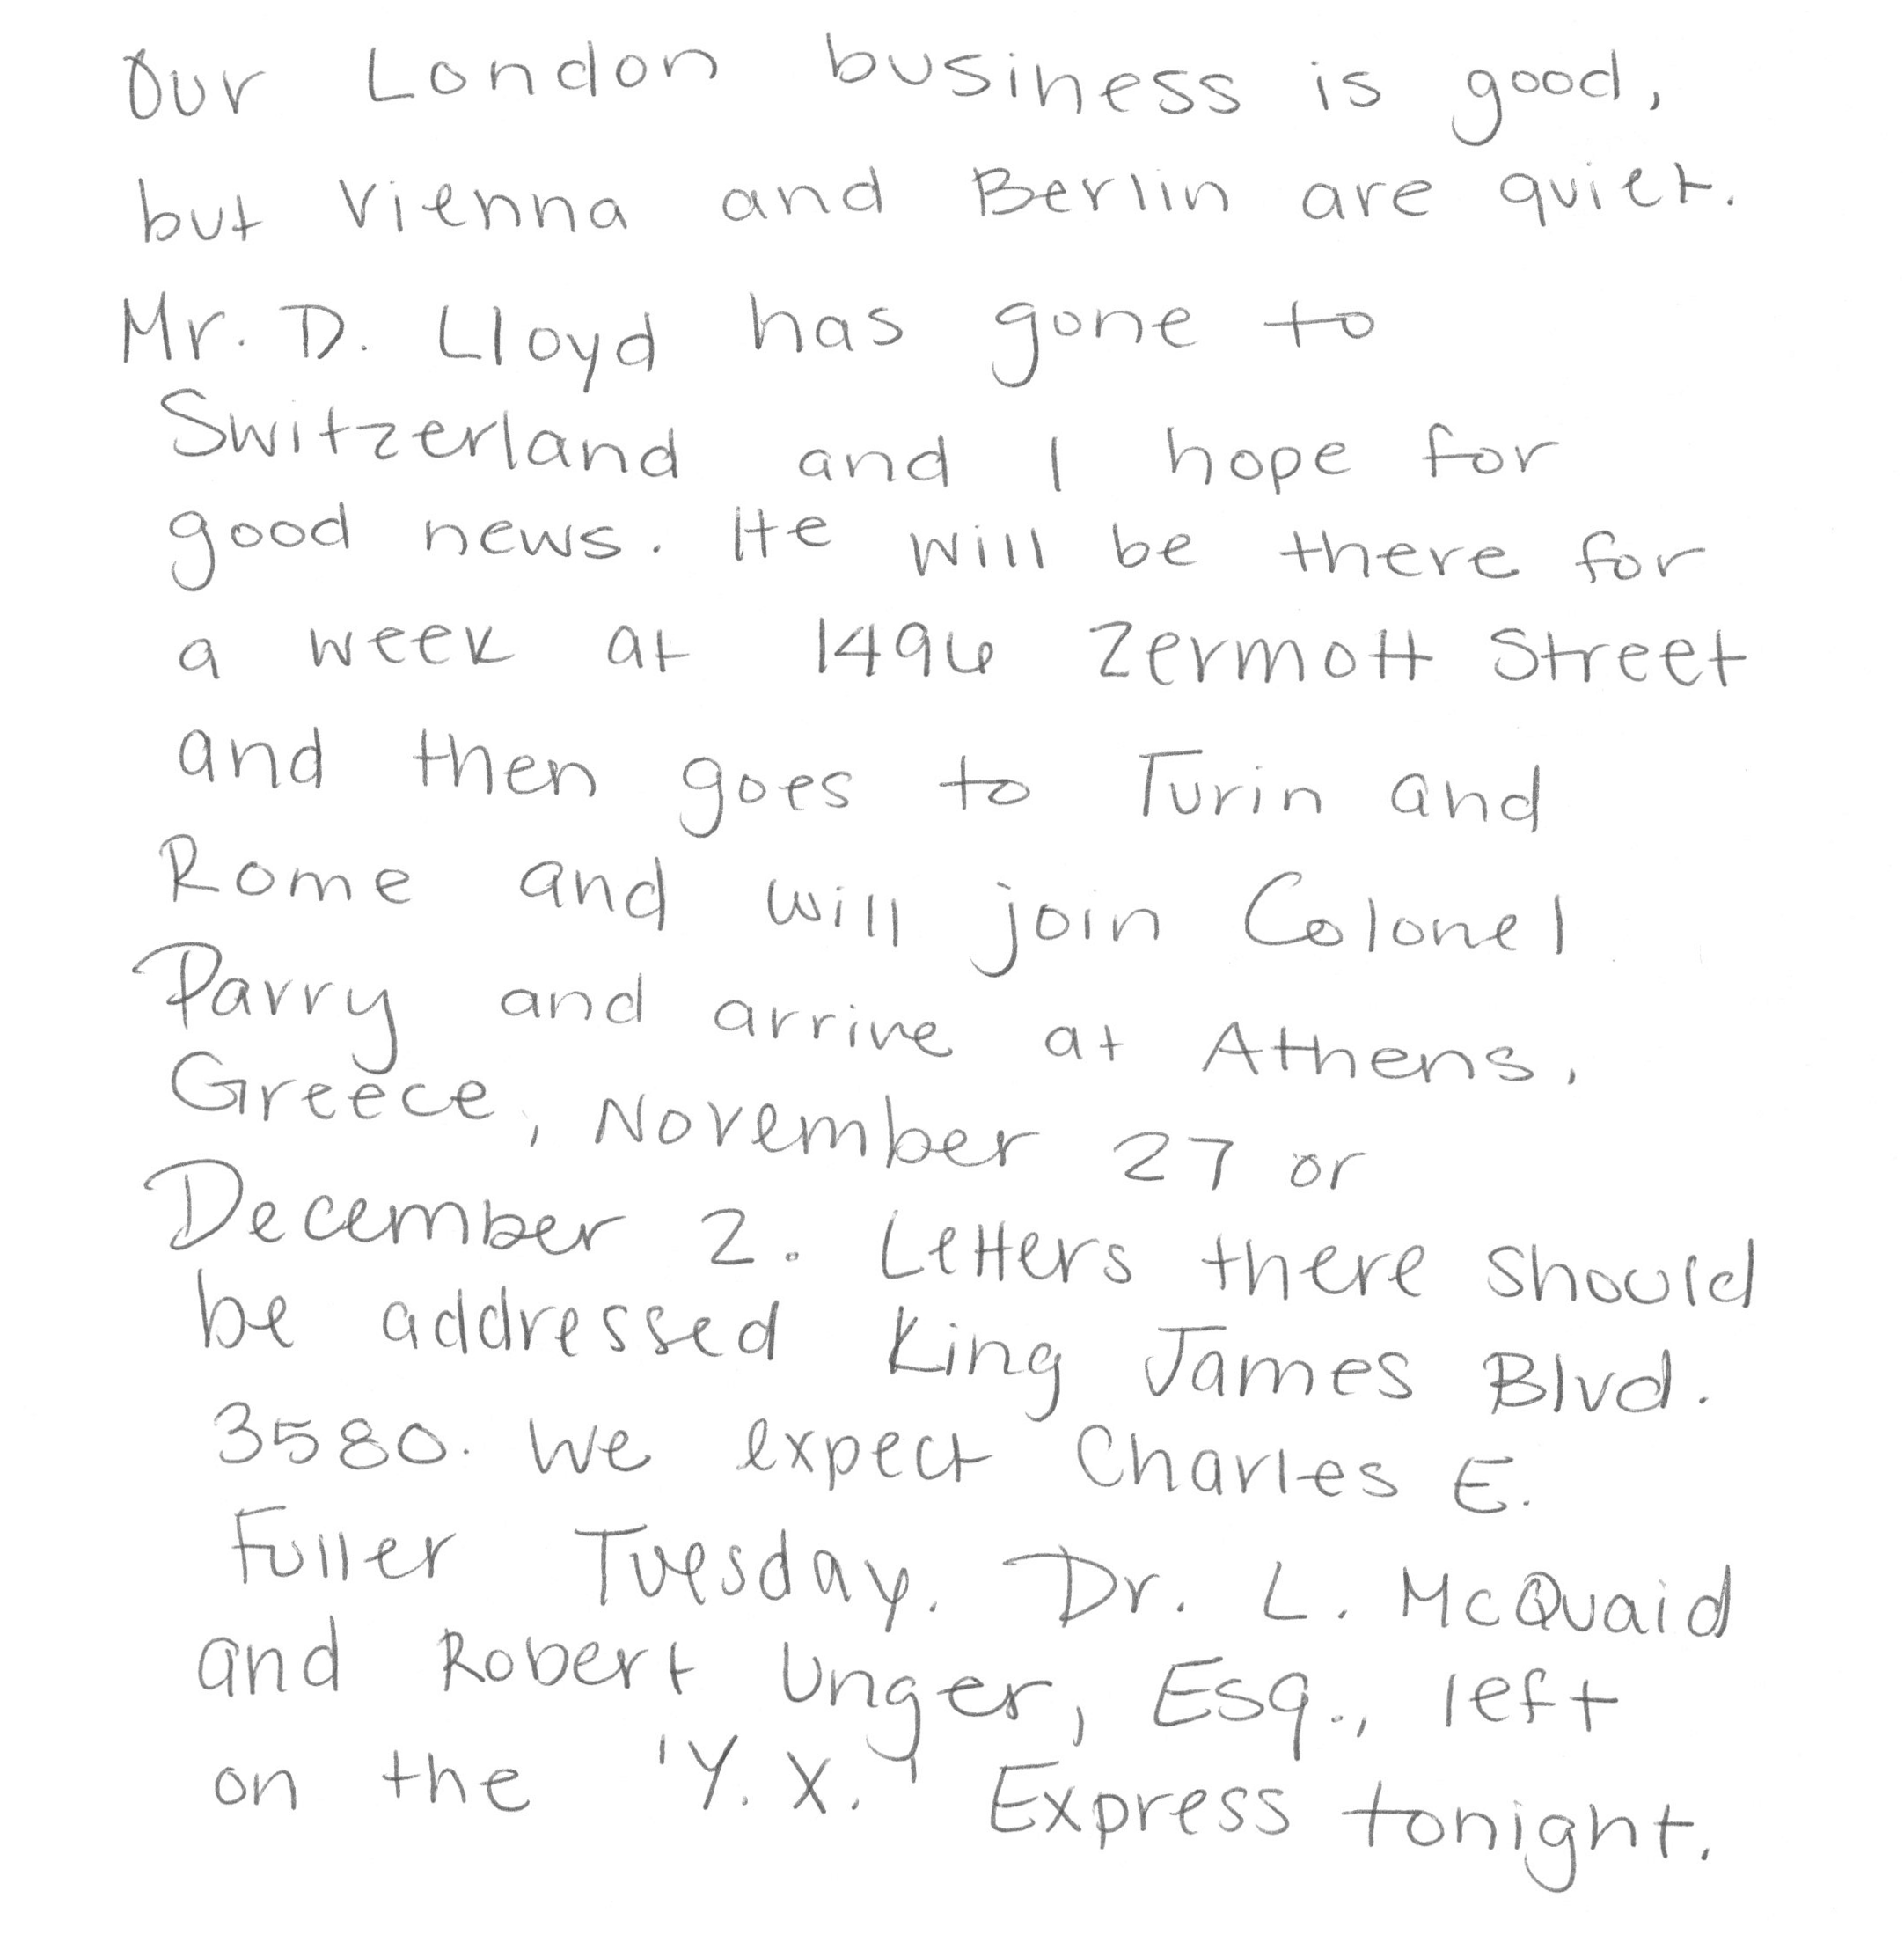 Our London business is good,
but Vienna and Berlin are quiet.
Mr. D. Lloyd has gone to
Switzerland and I hope for
good news. He will be there for
a week at 1496 Zermott Street
and then goes to Turin and
Rome and will join Colonel
Parry and arrive at Athens,
Greece, November 27 or
December 2. Letters there should
be addressed King James Blvd.
3580. We expect Charles E.
Fuller Tuesday. Dr. L. McQuaid
and Robert Unger, Esq., left
on the 'Y. X.' Express tonight.